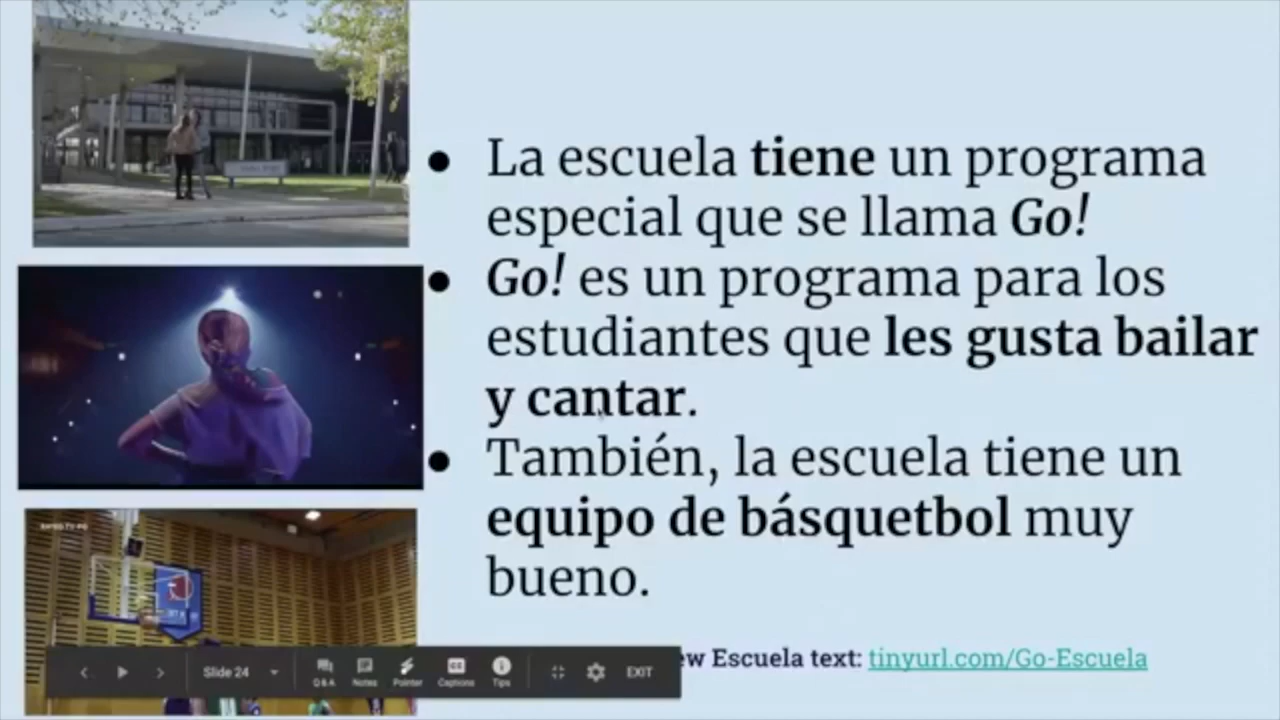 La escuela tiene un programa
especial que se llama Go!
Go! es un programa para los
estudiantes que les gusta bailar
y cantar.
También, la escuela tiene un
equipo de básquetbol muy
bueno.
Escuela text: tinyurl.com/Go-Escuela
Slide 24
Q&A
Notes
Pointer
Captions
Tips
EXIT